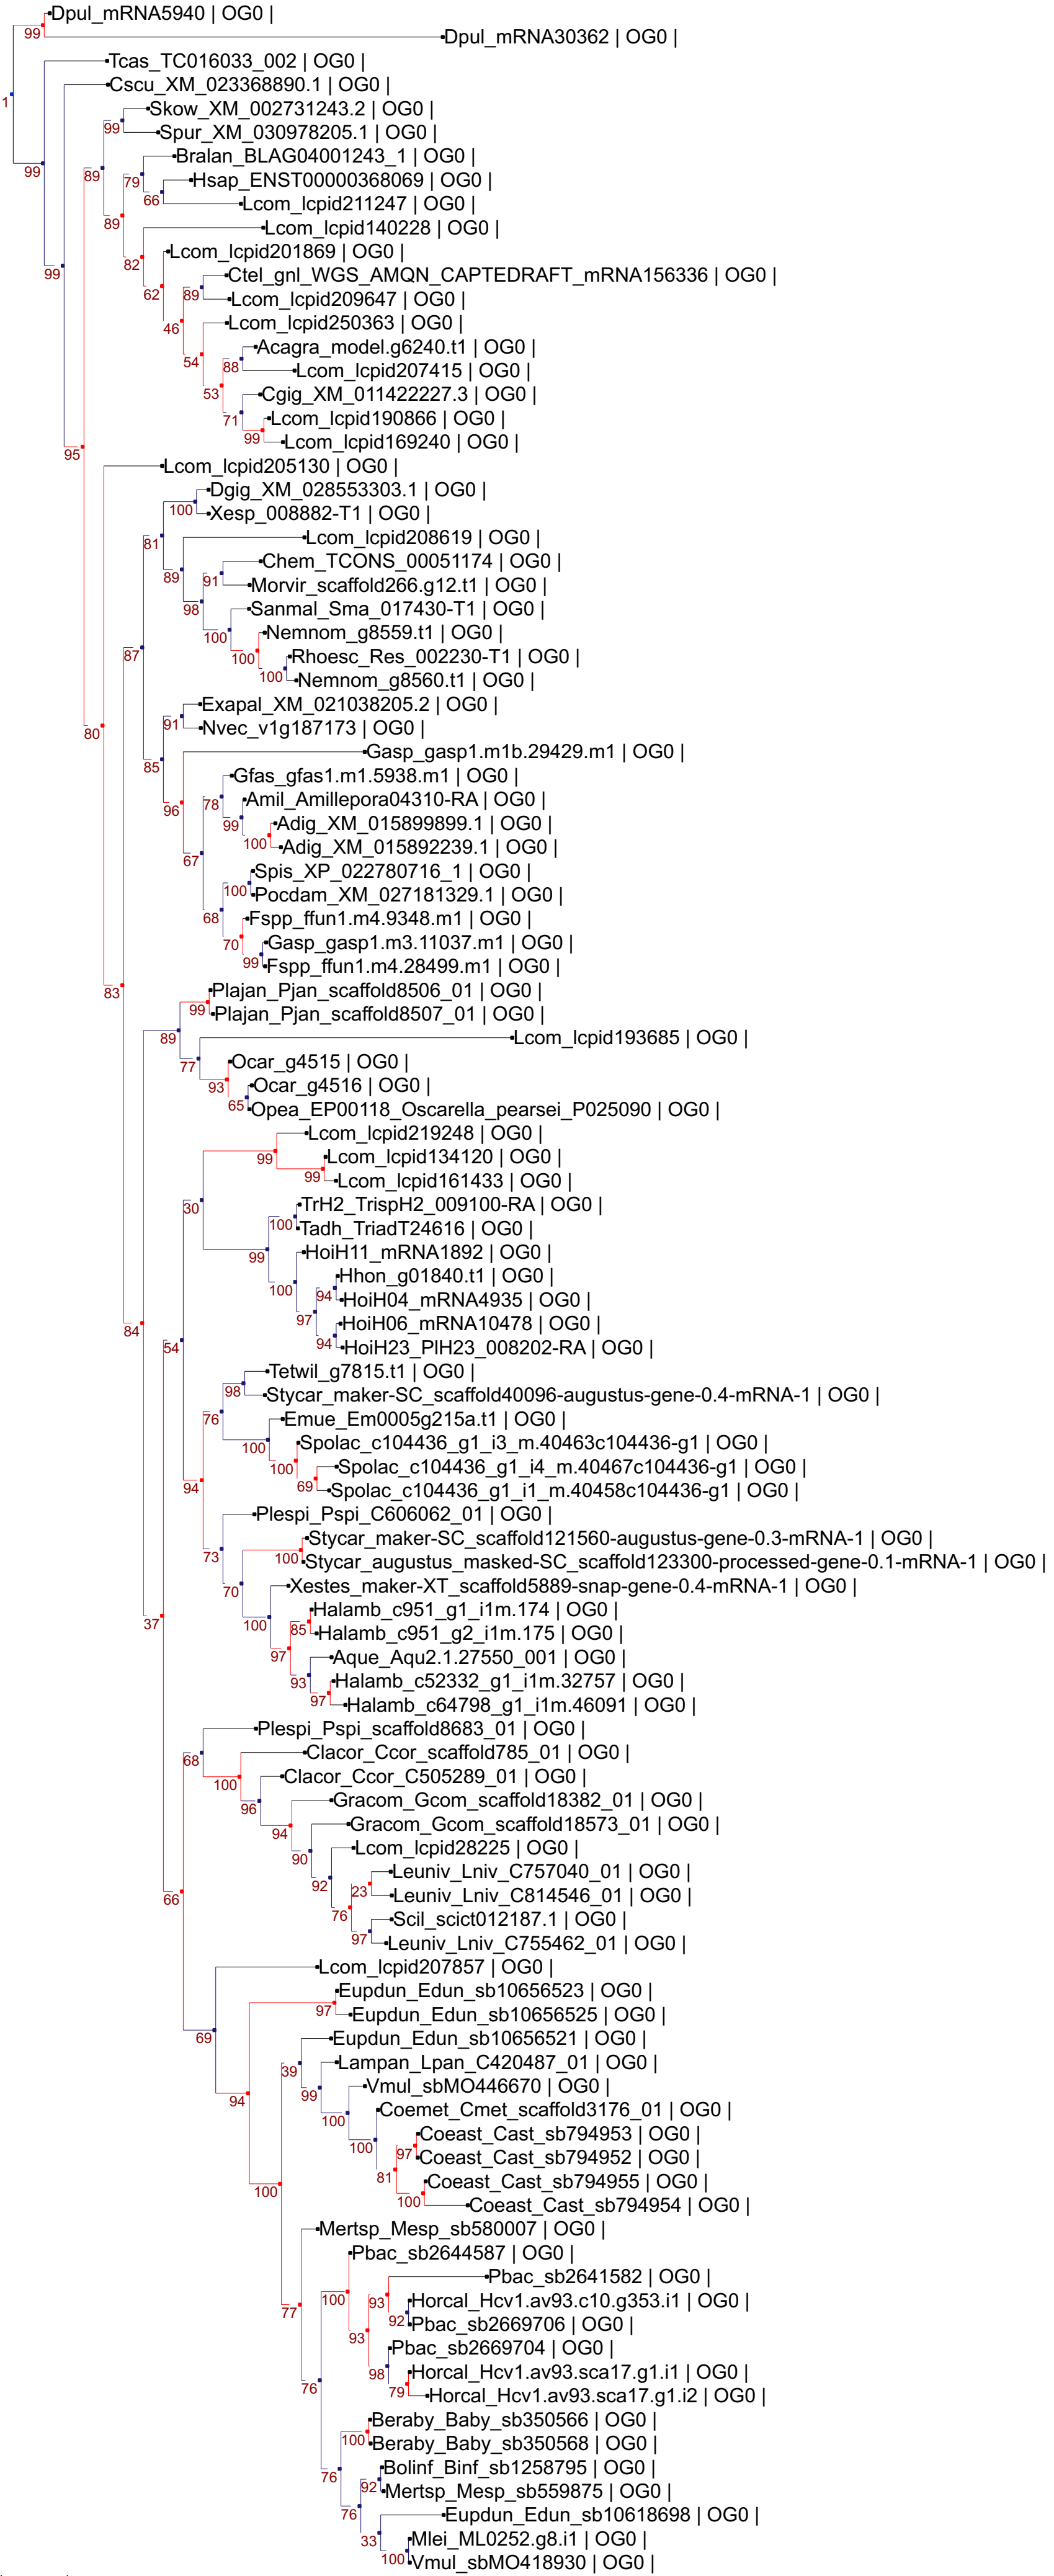 Dpul_mRNA5940 | OG0 |
99
Dpul_mRNA30362 | OG0 |
Tcas_TC016033_002 | OG0 |
Cscu_XM_023368890.1 | OG0 |
1
Skow_XM_002731243.2 | OG0 |
99
Spur_XM_030978205.1 | OG0 |
Bralan_BLAG04001243_1 | OG0 |
99
89
79
Hsap_ENST00000368069 | OG0 |
66
Lcom_lcpid211247 | OG0 |
89
Lcom_lcpid140228 | OG0 |
Lcom_lcpid201869 | OG0 |
82
99
Ctel_gnl_WGS_AMQN_CAPTEDRAFT_mRNA156336 | OG0 |
62
89
Lcom_lcpid209647 | OG0 |
46
Lcom_lcpid250363 | OG0 |
Acagra_model.g6240.t1 | OG0 |
54
88
Lcom_lcpid207415 | OG0 |
53
Cgig_XM_011422227.3 | OG0 |
71
Lcom_lcpid190866 | OG0 |
99
Lcom_lcpid169240 | OG0 |
95
Lcom_lcpid205130 | OG0 |
Dgig_XM_028553303.1 | OG0 |
100
Xesp_008882-T1 | OG0 |
81
Lcom_lcpid208619 | OG0 |
Chem_TCONS_00051174 | OG0 |
89
91
Morvir_scaffold266.g12.t1 | OG0 |
98
Sanmal_Sma_017430-T1 | OG0 |
100
Nemnom_g8559.t1 | OG0 |
87
100
Rhoesc_Res_002230-T1 | OG0 |
100
Nemnom_g8560.t1 | OG0 |
Exapal_XM_021038205.2 | OG0 |
91
Nvec_v1g187173 | OG0 |
80
Gasp_gasp1.m1b.29429.m1 | OG0 |
85
Gfas_gfas1.m1.5938.m1 | OG0 |
96
78
Amil_Amillepora04310-RA | OG0 |
99
Adig_XM_015899899.1 | OG0 |
100
Adig_XM_015892239.1 | OG0 |
67
Spis_XP_022780716_1 | OG0 |
100
Pocdam_XM_027181329.1 | OG0 |
68
Fspp_ffun1.m4.9348.m1 | OG0 |
70
Gasp_gasp1.m3.11037.m1 | OG0 |
99
Fspp_ffun1.m4.28499.m1 | OG0 |
83
Plajan_Pjan_scaffold8506_01 | OG0 |
99
Plajan_Pjan_scaffold8507_01 | OG0 |
89
Lcom_lcpid193685 | OG0 |
77
Ocar_g4515 | OG0 |
93
Ocar_g4516 | OG0 |
65
Opea_EP00118_Oscarella_pearsei_P025090 | OG0 |
Lcom_lcpid219248 | OG0 |
99
Lcom_lcpid134120 | OG0 |
99
Lcom_lcpid161433 | OG0 |
30
TrH2_TrispH2_009100-RA | OG0 |
100
Tadh_TriadT24616 | OG0 |
99
HoiH11_mRNA1892 | OG0 |
100
Hhon_g01840.t1 | OG0 |
94
HoiH04_mRNA4935 | OG0 |
84
97
HoiH06_mRNA10478 | OG0 |
54
94
HoiH23_PlH23_008202-RA | OG0 |
Tetwil_g7815.t1 | OG0 |
98
Stycar_maker-SC_scaffold40096-augustus-gene-0.4-mRNA-1 | OG0 |
76
Emue_Em0005g215a.t1 | OG0 |
100
Spolac_c104436_g1_i3_m.40463c104436-g1 | OG0 |
100
Spolac_c104436_g1_i4_m.40467c104436-g1 | OG0 |
94
69
Spolac_c104436_g1_i1_m.40458c104436-g1 | OG0 |
Plespi_Pspi_C606062_01 | OG0 |
73
Stycar_maker-SC_scaffold121560-augustus-gene-0.3-mRNA-1 | OG0 |
100
Stycar_augustus_masked-SC_scaffold123300-processed-gene-0.1-mRNA-1 | OG0 |
70
Xestes_maker-XT_scaffold5889-snap-gene-0.4-mRNA-1 | OG0 |
37
100
Halamb_c951_g1_i1m.174 | OG0 |
85
Halamb_c951_g2_i1m.175 | OG0 |
97
Aque_Aqu2.1.27550_001 | OG0 |
93
Halamb_c52332_g1_i1m.32757 | OG0 |
97
Halamb_c64798_g1_i1m.46091 | OG0 |
Plespi_Pspi_scaffold8683_01 | OG0 |
68
Clacor_Ccor_scaffold785_01 | OG0 |
100
Clacor_Ccor_C505289_01 | OG0 |
96
Gracom_Gcom_scaffold18382_01 | OG0 |
94
Gracom_Gcom_scaffold18573_01 | OG0 |
90
Lcom_lcpid28225 | OG0 |
92
Leuniv_Lniv_C757040_01 | OG0 |
66
23
Leuniv_Lniv_C814546_01 | OG0 |
76
Scil_scict012187.1 | OG0 |
97
Leuniv_Lniv_C755462_01 | OG0 |
Lcom_lcpid207857 | OG0 |
Eupdun_Edun_sb10656523 | OG0 |
97
Eupdun_Edun_sb10656525 | OG0 |
69
Eupdun_Edun_sb10656521 | OG0 |
39
Lampan_Lpan_C420487_01 | OG0 |
94
99
Vmul_sbMO446670 | OG0 |
100
Coemet_Cmet_scaffold3176_01 | OG0 |
100
Coeast_Cast_sb794953 | OG0 |
97
Coeast_Cast_sb794952 | OG0 |
81
Coeast_Cast_sb794955 | OG0 |
100
100
Coeast_Cast_sb794954 | OG0 |
Mertsp_Mesp_sb580007 | OG0 |
Pbac_sb2644587 | OG0 |
Pbac_sb2641582 | OG0 |
77
100
93
Horcal_Hcv1.av93.c10.g353.i1 | OG0 |
92
Pbac_sb2669706 | OG0 |
93
Pbac_sb2669704 | OG0 |
76
98
Horcal_Hcv1.av93.sca17.g1.i1 | OG0 |
79
Horcal_Hcv1.av93.sca17.g1.i2 | OG0 |
Beraby_Baby_sb350566 | OG0 |
100
Beraby_Baby_sb350568 | OG0 |
76
Bolinf_Binf_sb1258795 | OG0 |
92
Mertsp_Mesp_sb559875 | OG0 |
76
Eupdun_Edun_sb10618698 | OG0 |
33
Mlei_ML0252.g8.i1 | OG0 |
100
Vmul_sbMO418930 | OG0 |